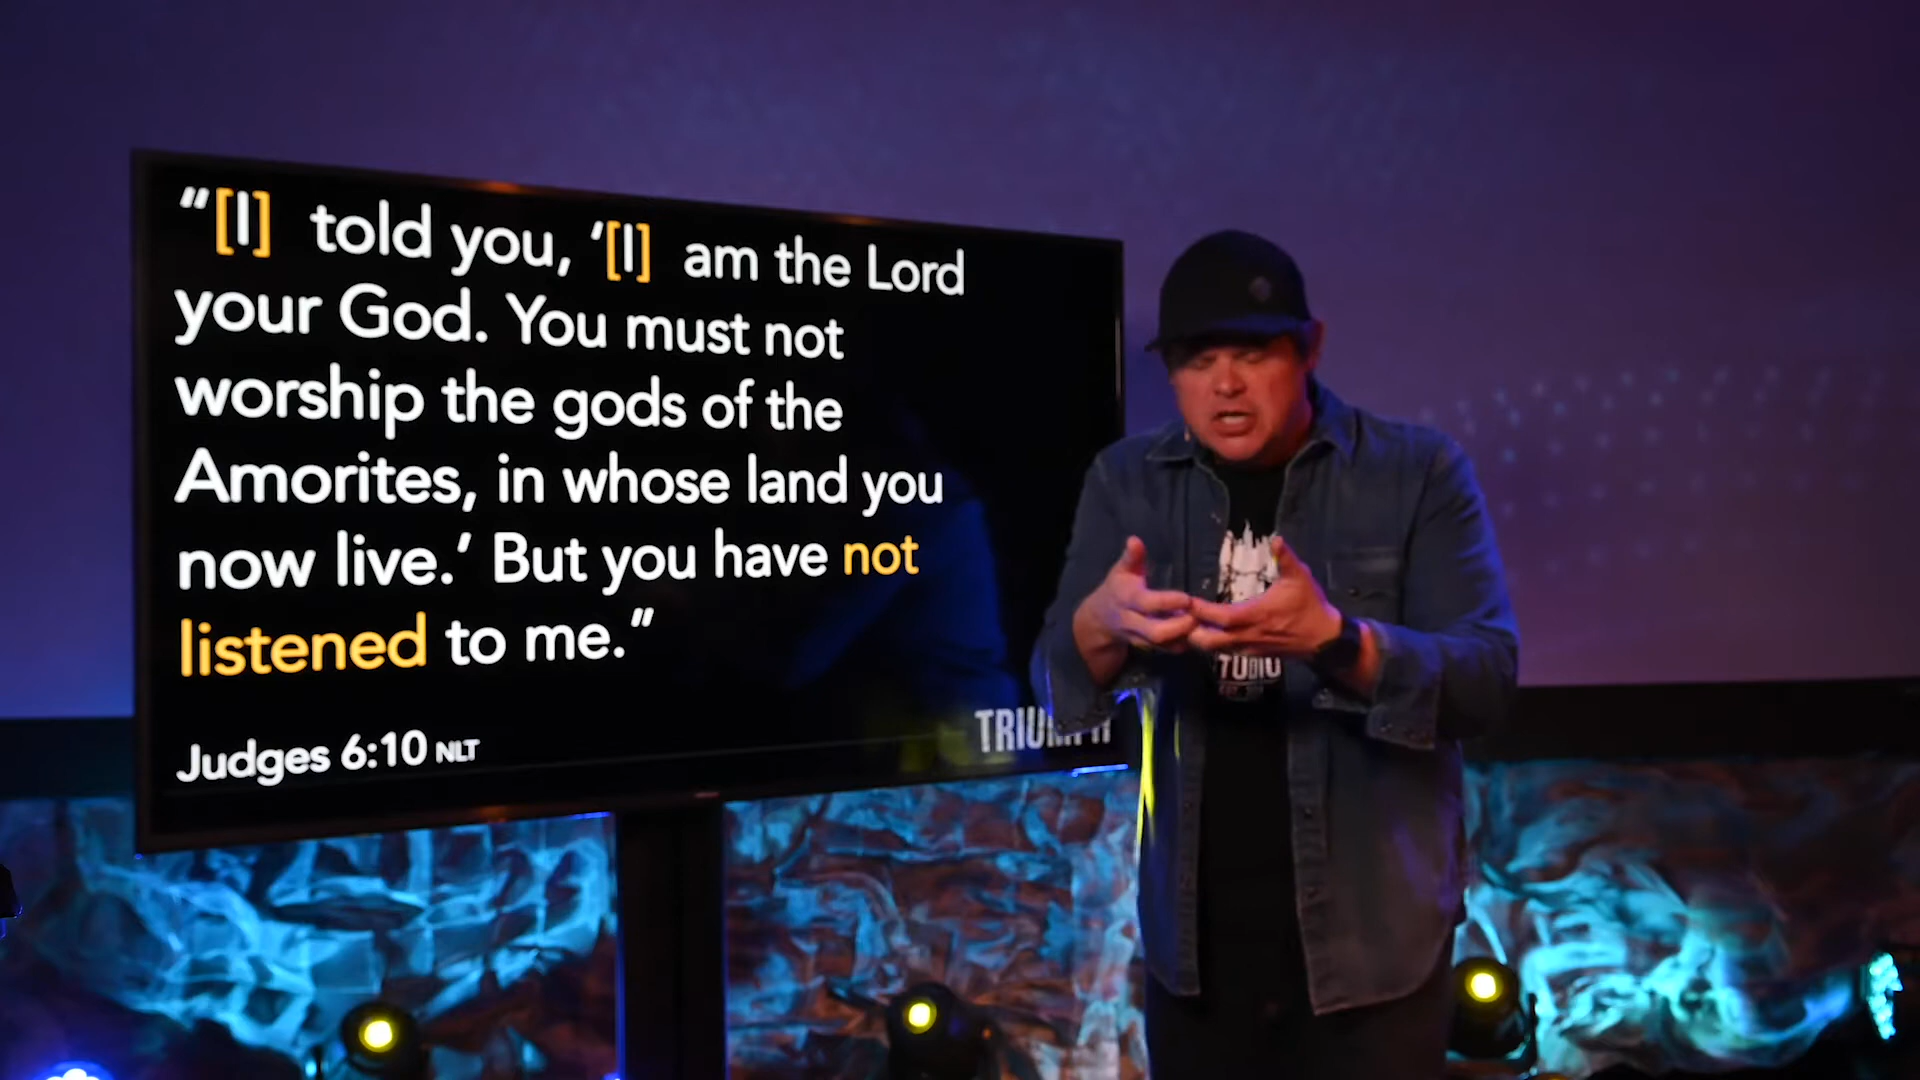 “[I] told you, ‘[I] am the Lord
your God. You must not
worship the gods of the
Amorites, in whose land you
now live.’ But you have not
listened to me.”
Judges 6:10 NLT